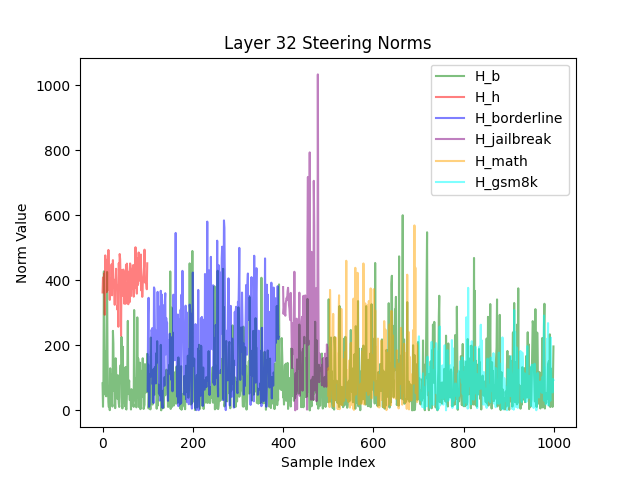 Layer 32 Steering Norms
H_b
H_h
H_borderline
H_jailbreak
H_math
H_gsm8k
Norm Value
1000
800
600
400
200
0
0 200 400 600 800 1000
Sample Index